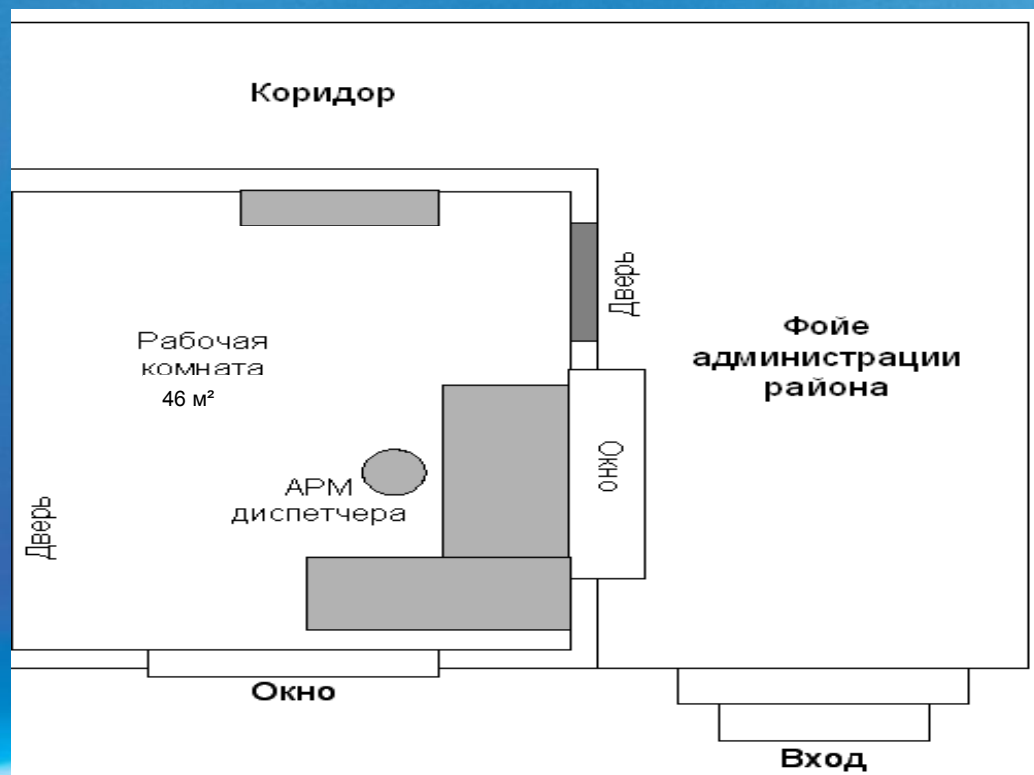 Коридор
Дверь
Рабочая
комната
46 м²
Фойе
администрации
района
Окно
АРМ
диспетчера
Дверь
Окно
Вход